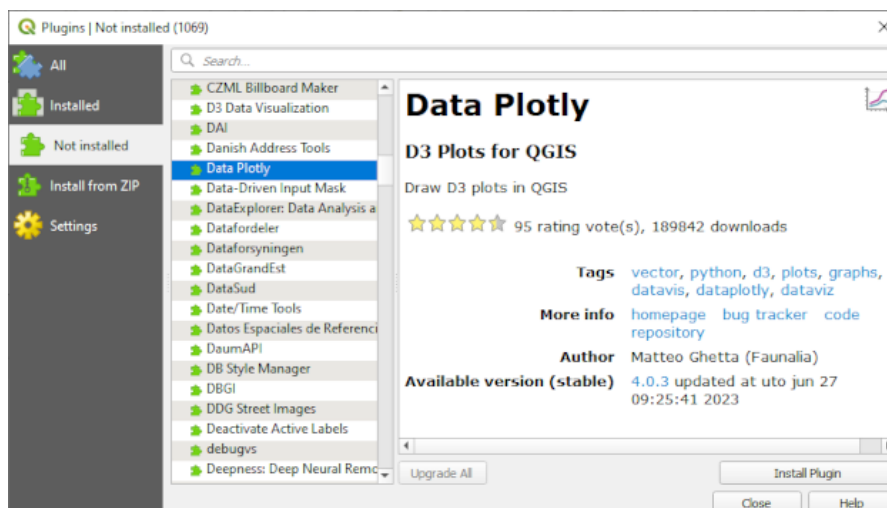 Plugins | Not installed (1069)
All
Installed
Not installed
Install from ZIP
Settings
Search...
CZML Billboard Maker
D3 Data Visualization
DAI
Danish Address Tools
Data Plotly
Data-Driven Input Mask
DataExplorer: Data Analysis a
Datafordeler
Dataforsyningen
DataGrandEst
DataSud
Date/Time Tools
Datos Espaciales de Referenci
DaumAPI
DB Style Manager
DBGI
DDG Street Images
Deactivate Active Labels
debugvs
Deepness: Deep Neural Remo
Data Plotly
D3 Plots for QGIS
Draw D3 plots in QGIS
95 rating vote(s), 189842 downloads
Tags vector, python, d3, plots, graphs,
datavis, dataplotly, dataviz
More info homepage bug tracker code
repository
Author Matteo Ghetta (Faunalia)
Available version (stable) 4.0.3 updated at uto jun 27
09:25:41 2023
Upgrade All
Install Plugin
Close
Help